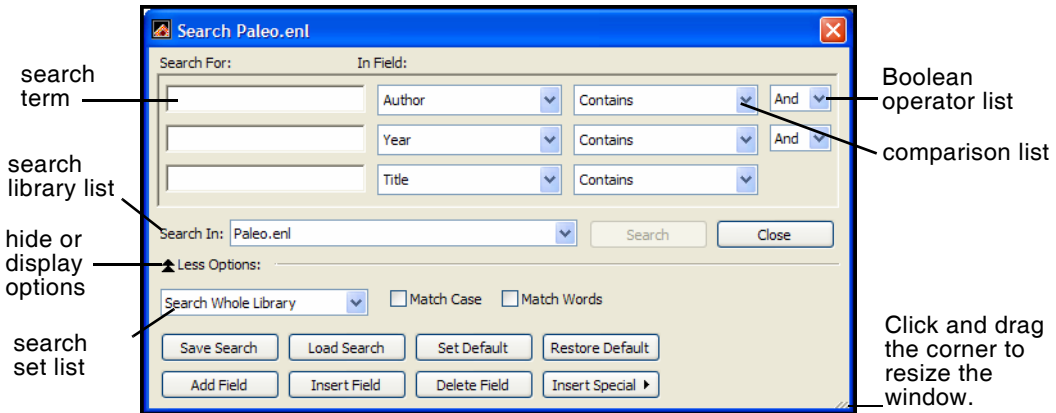 Search Paleo.enl
Search For: In Field:
search
term
Author Contains And
Boolean
operator list
Year Contains And
comparison list
search
library list
Title Contains
Search In: Paleo.enl Search Close
hide or
display
options
Less Options:
Search Whole Library Match Case Match Words
search
set list
Save Search Load Search Set Default Restore Default
Add Field Insert Field Delete Field Insert Special
Click and drag
the corner to
resize the
window.